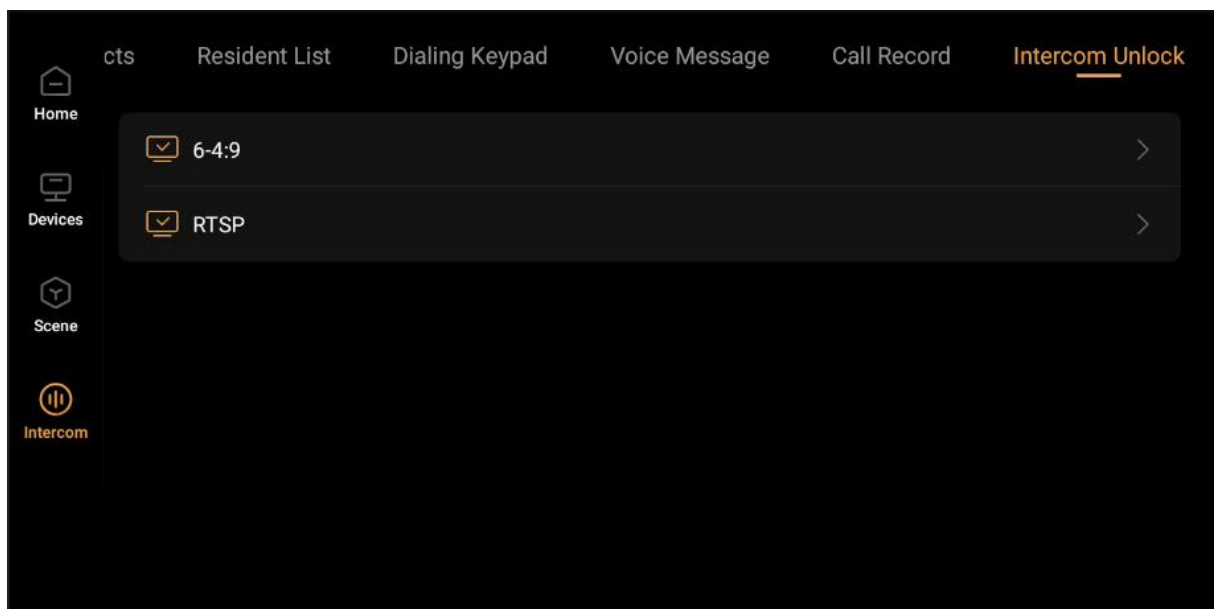 cts
Resident List
Dialing Keypad
Voice Message
Call Record
Intercom Unlock
Home
Devices
Scene
Intercom
6-4:9
RTSP